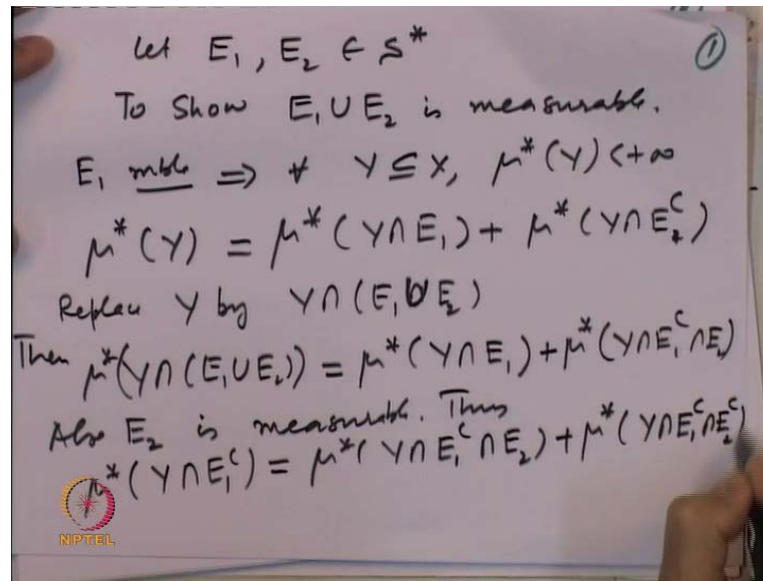 ①
Let E₁, E₂ ∈ S*
To Show E₁ ∪ E₂ is measurable.
E₁ mble ⇒ ∀ Y ⊆ X, μ*(Y) < +∞
μ*(Y) = μ*(Y ∩ E₁) + μ*(Y ∩ E₂ᶜ)
Replace Y by Y ∩ (E₁ ∪ E₂)
Then μ*(Y ∩ (E₁ ∪ E₂)) = μ*(Y ∩ E₁) + μ*(Y ∩ E₁ᶜ ∩ E₂)
Also E₂ is measurable. Thus
μ*(Y ∩ E₁ᶜ) = μ*(Y ∩ E₁ᶜ ∩ E₂) + μ*(Y ∩ E₁ᶜ ∩ E₂ᶜ)
NPTEL